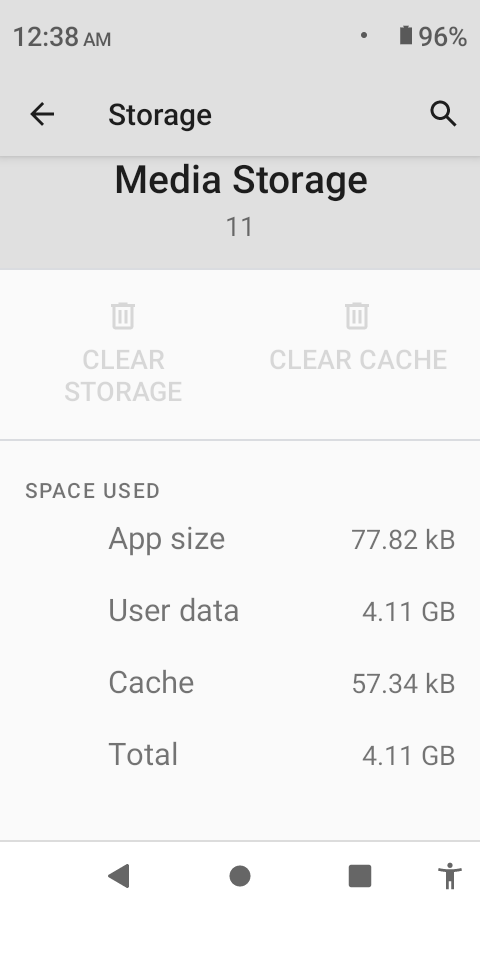 12:38 AM 96%
Storage
Media Storage
11
CLEAR STORAGE
CLEAR CACHE
SPACE USED
App size 77.82 kB
User data 4.11 GB
Cache 57.34 kB
Total 4.11 GB